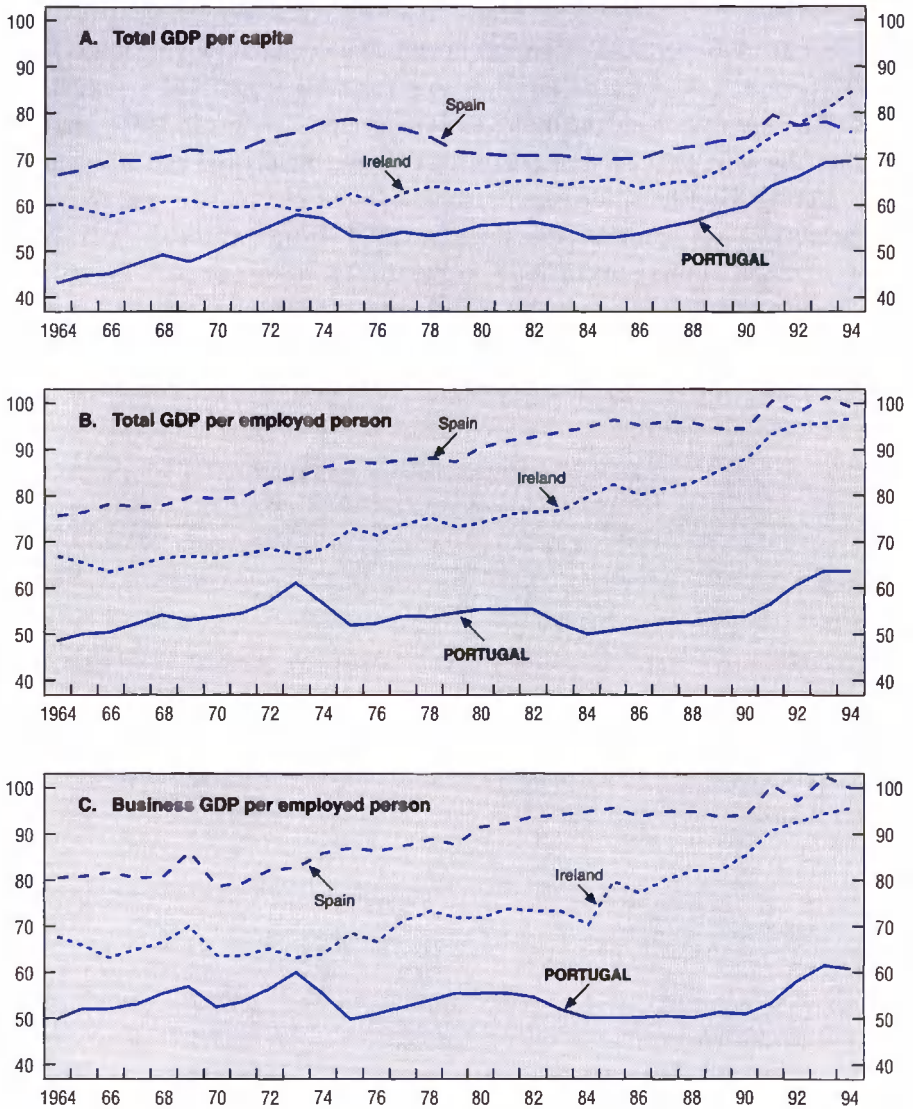 A. Total GDP per capita
100 100
90 90
80 80
70 70
60 60
50 50
40 40
Spain
Ireland
PORTUGAL
1964 66 68 70 72 74 76 78 80 82 84 86 88 90 92 94
B. Total GDP per employed person
100 100
90 90
80 80
70 70
60 60
50 50
40 40
Spain
Ireland
PORTUGAL
1964 66 68 70 72 74 76 78 80 82 84 86 88 90 92 94
C. Business GDP per employed person
100 100
90 90
80 80
70 70
60 60
50 50
40 40
Spain
Ireland
PORTUGAL
1964 66 68 70 72 74 76 78 80 82 84 86 88 90 92 94